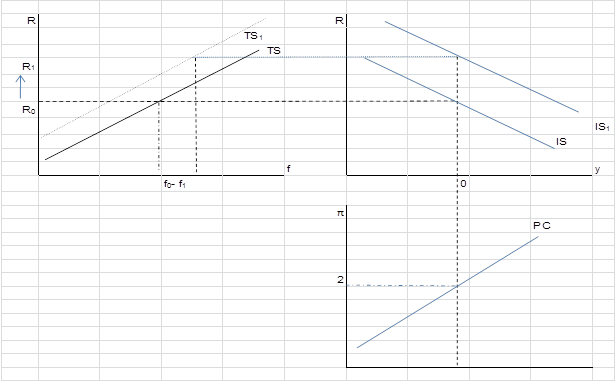 R
TS₁
TS
R₁
R₀
f
f₀- f₁
R
IS₁
IS
y
0
π
PC
2